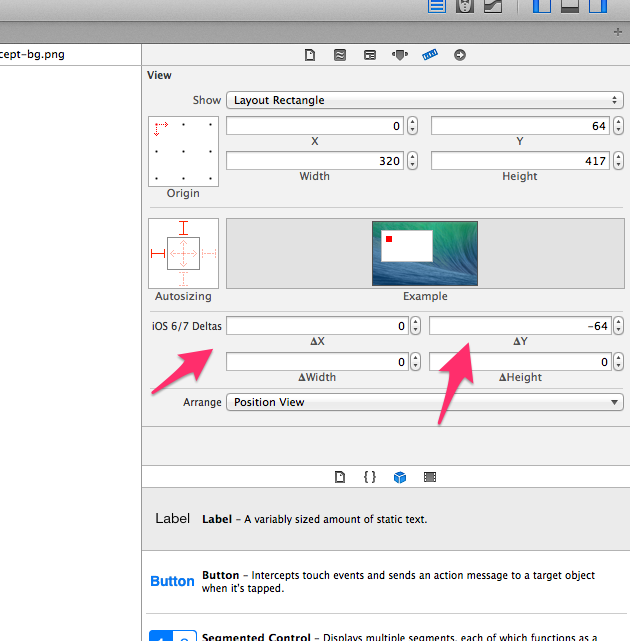 cept-bg.png
View
Show Layout Rectangle
0 64
X Y
320 417
Width Height
Origin
Autosizing Example
iOS 6/7 Deltas 0 -64
ΔX ΔY
0 0
ΔWidth ΔHeight
Arrange Position View
{ }
Label Label – A variably sized amount of static text.
Button Button – Intercepts touch events and sends an action message to a target object
when it's tapped.
Segmented Control – Displays multiple segments, each of which functions as a